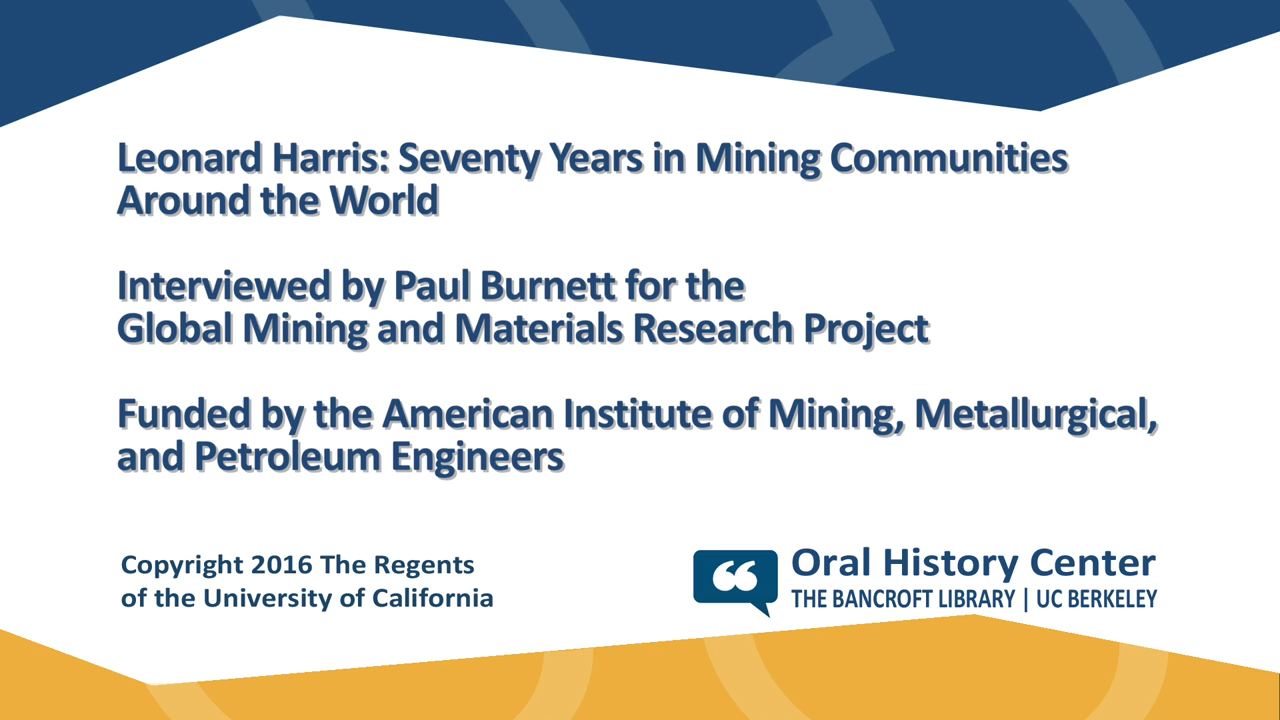 Leonard Harris: Seventy Years in Mining Communities
Around the World
Interviewed by Paul Burnett for the
Global Mining and Materials Research Project
Funded by the American Institute of Mining, Metallurgical,
and Petroleum Engineers
Copyright 2016 The Regents
of the University of California
Oral History Center
THE BANCROFT LIBRARY | UC BERKELEY